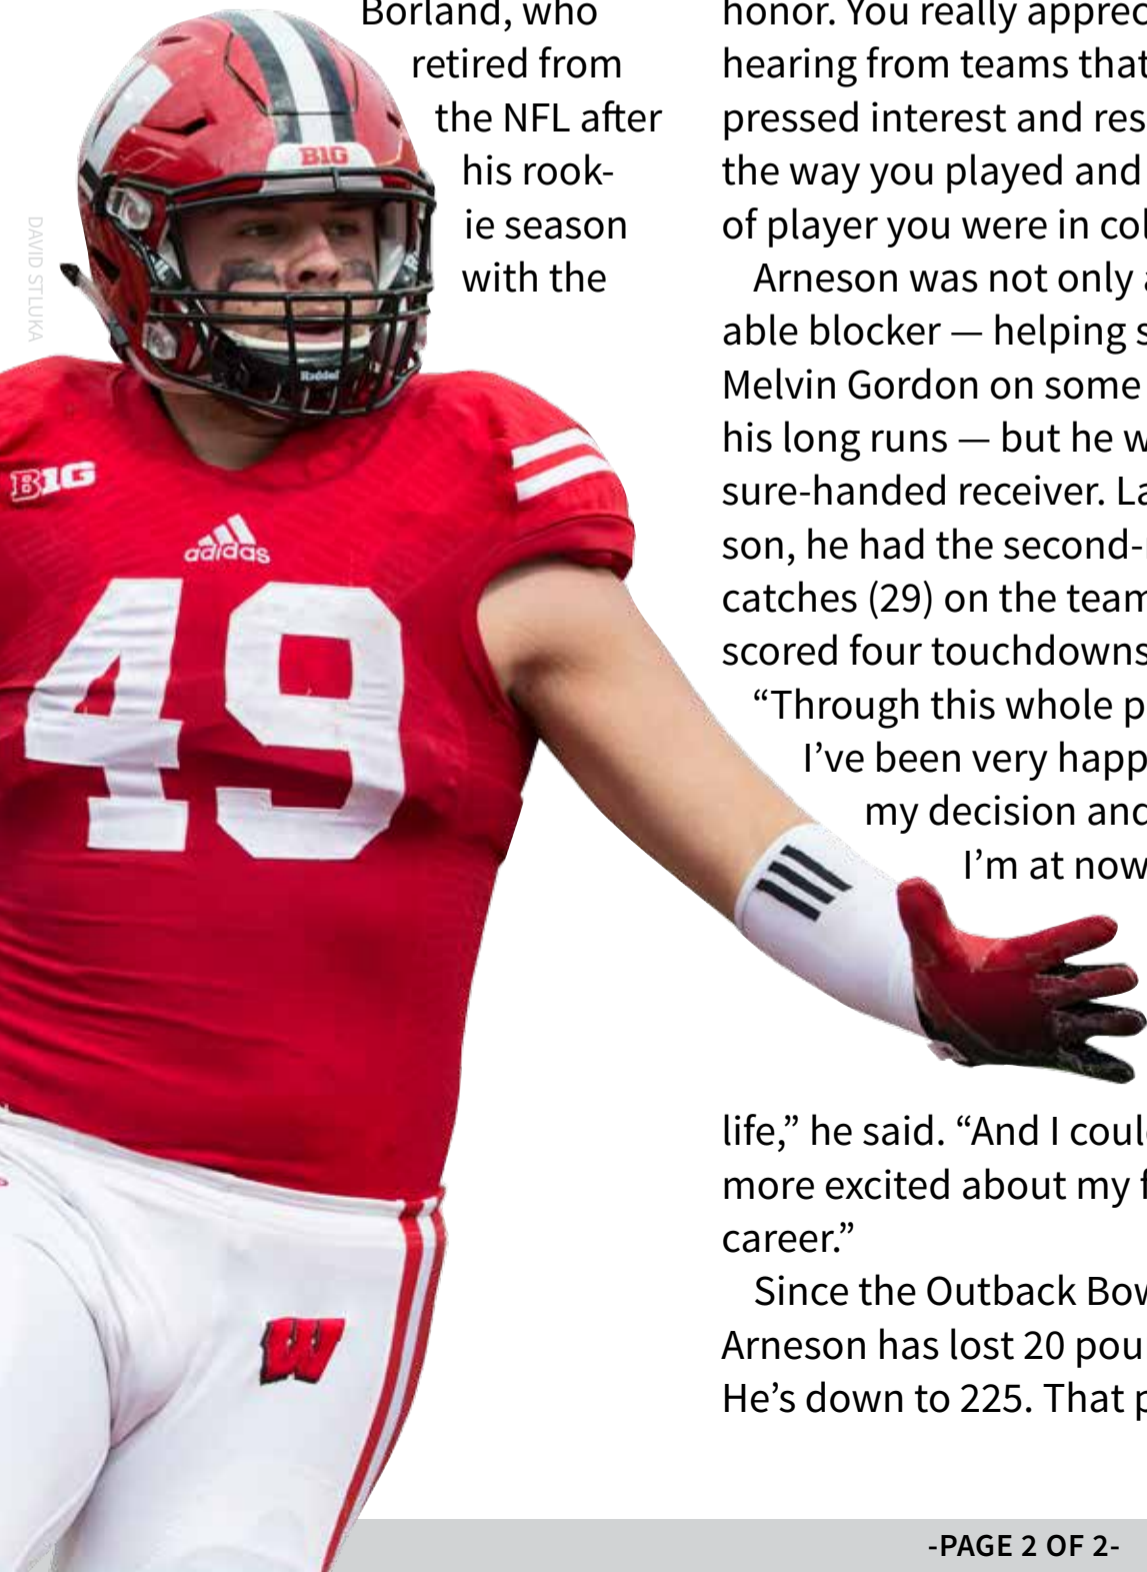 Borland, who
retired from
the NFL after
his rook-
ie season
with the
DAVID STLUKA
BIG
Riddell
B1G
adidas
49
W
honor. You really apprec
hearing from teams that
pressed interest and res
the way you played and
of player you were in col
Arneson was not only a
able blocker — helping s
Melvin Gordon on some
his long runs — but he w
sure-handed receiver. La
son, he had the second-
catches (29) on the team
scored four touchdowns
“Through this whole p
I’ve been very happ
my decision and
I’m at now
life,” he said. “And I coul
more excited about my f
career.”
Since the Outback Bow
Arneson has lost 20 pou
He’s down to 225. That p
-PAGE 2 OF 2-